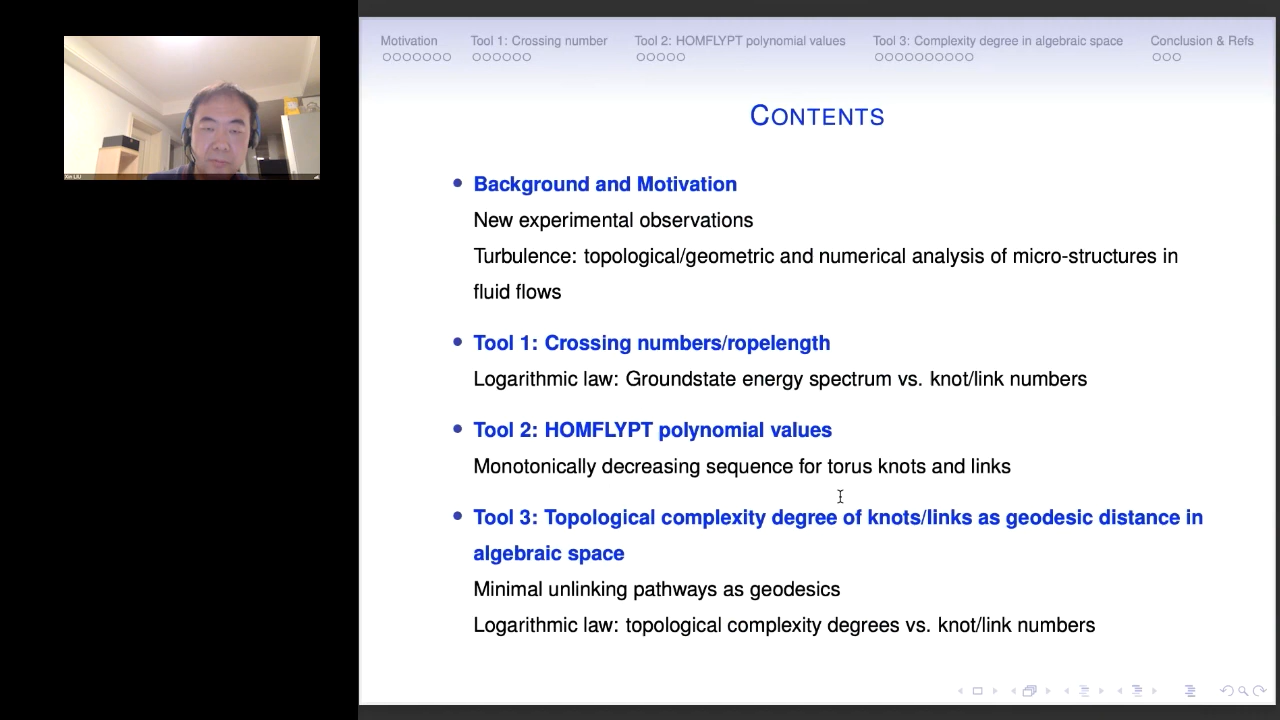 Motivation
Tool 1: Crossing number
Tool 2: HOMFLYPT polynomial values
Tool 3: Complexity degree in algebraic space
Conclusion & Refs
CONTENTS
Background and Motivation
New experimental observations
Turbulence: topological/geometric and numerical analysis of micro-structures in
fluid flows
Tool 1: Crossing numbers/ropelength
Logarithmic law: Groundstate energy spectrum vs. knot/link numbers
Tool 2: HOMFLYPT polynomial values
Monotonically decreasing sequence for torus knots and links
Tool 3: Topological complexity degree of knots/links as geodesic distance in
algebraic space
Minimal unlinking pathways as geodesics
Logarithmic law: topological complexity degrees vs. knot/link numbers
Xin LIU